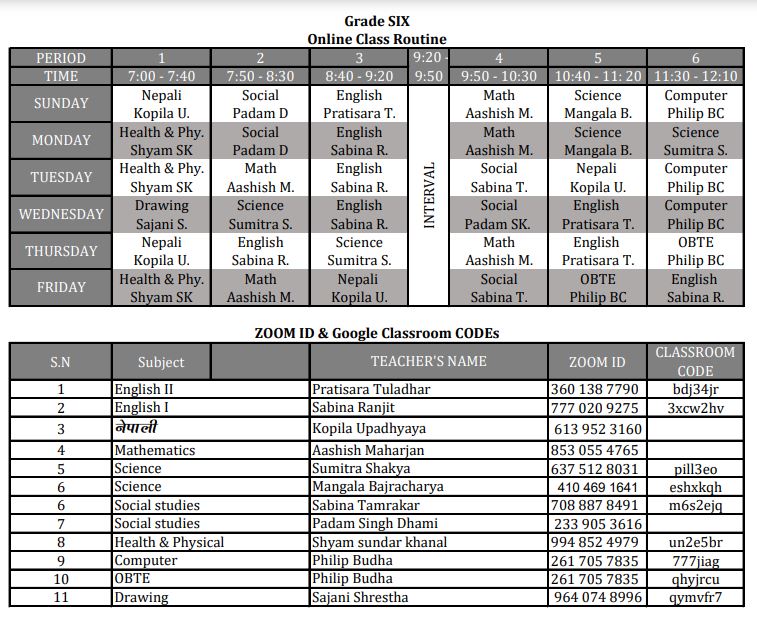 Grade SIX
Online Class Routine
PERIOD 1 2 3 9:20 - 4 5 6
TIME 7:00 - 7:40 7:50 - 8:30 8:40 - 9:20 9:50 9:50 - 10:30 10:40 - 11: 20 11:30 - 12:10
SUNDAY Nepali Social English Math Science Computer
Kopila U. Padam D Pratisara T. Aashish M. Mangala B. Philip BC
MONDAY Health & Phy. Social English Math Science Science
Shyam SK Padam D Sabina R. Aashish M. Mangala B. Sumitra S.
TUESDAY Health & Phy. Math English Social Nepali Computer
Shyam SK Aashish M. Sabina R. Sabina T. Kopila U. Philip BC
INTERVAL
WEDNESDAY Drawing Science English Social English Computer
Sajani S. Sumitra S. Sabina R. Padam SK. Pratisara T. Philip BC
THURSDAY Nepali English Science Math English OBTE
Kopila U. Sabina R. Sumitra S. Aashish M. Pratisara T. Philip BC
FRIDAY Health & Phy. Math Nepali Social OBTE English
Shyam SK Aashish M. Kopila U. Sabina T. Philip BC Sabina R.
ZOOM ID & Google Classroom CODEs
S.N Subject TEACHER'S NAME ZOOM ID CLASSROOM CODE
1 English II Pratisara Tuladhar 360 138 7790 bdj34jr
2 English I Sabina Ranjit 777 020 9275 3xcw2hv
3 नेपाली Kopila Upadhyaya 613 952 3160
4 Mathematics Aashish Maharjan 853 055 4765
5 Science Sumitra Shakya 637 512 8031 pill3eo
6 Science Mangala Bajracharya 410 469 1641 eshxkqh
6 Social studies Sabina Tamrakar 708 887 8491 m6s2ejq
7 Social studies Padam Singh Dhami 233 905 3616
8 Health & Physical Shyam sundar khanal 994 852 4979 un2e5br
9 Computer Philip Budha 261 705 7835 777jiag
10 OBTE Philip Budha 261 705 7835 qhyjrcu
11 Drawing Sajani Shrestha 964 074 8996 qymvfr7